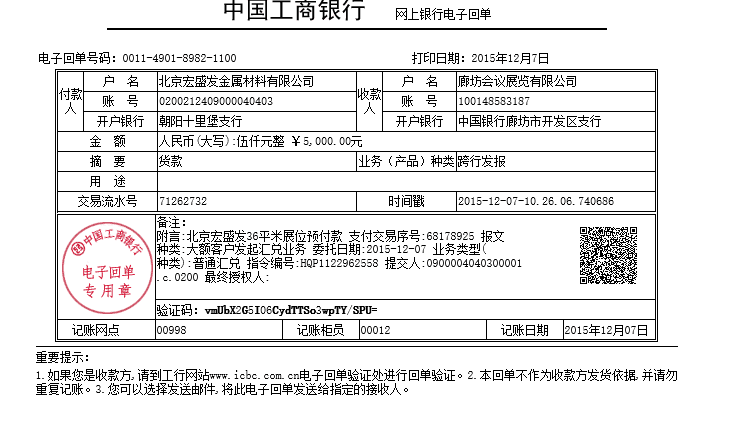 中国工商银行 网上银行电子回单
电子回单号码：0011-4901-8982-1100 打印日期：2015年12月7日
付款人 户 名 北京宏盛发金属材料有限公司 收款人 户 名 廊坊会议展览有限公司
账 号 0200212409000040403 账 号 100148583187
开户银行 朝阳十里堡支行 开户银行 中国银行廊坊市开发区支行
金 额 人民币(大写):伍仟元整 ￥5,000.00元
摘 要 货款 业务（产品）种类 跨行发报
用 途
交易流水号 71262732 时间戳 2015-12-07-10.26.06.740686
中国工商银行
电子回单
专用章
备注：
附言:北京宏盛发36平米展位预付款 支付交易序号:68178925 报文
种类:大额客户发起汇兑业务 委托日期:2015-12-07 业务类型(
种类):普通汇兑 指令编号:HQP1122962558 提交人:0900004040300001
.c.0200 最终授权人:
验证码：vmUbX2G5I06CydTTSo3wpTY/SPU=
记账网点 00998 记账柜员 00012 记账日期 2015年12月07日
重要提示：
1.如果您是收款方,请到工行网站www.icbc.com.cn电子回单验证处进行回单验证。2.本回单不作为收款方发货依据,并请勿
重复记账。3.您可以选择发送邮件,将此电子回单发送给指定的接收人。